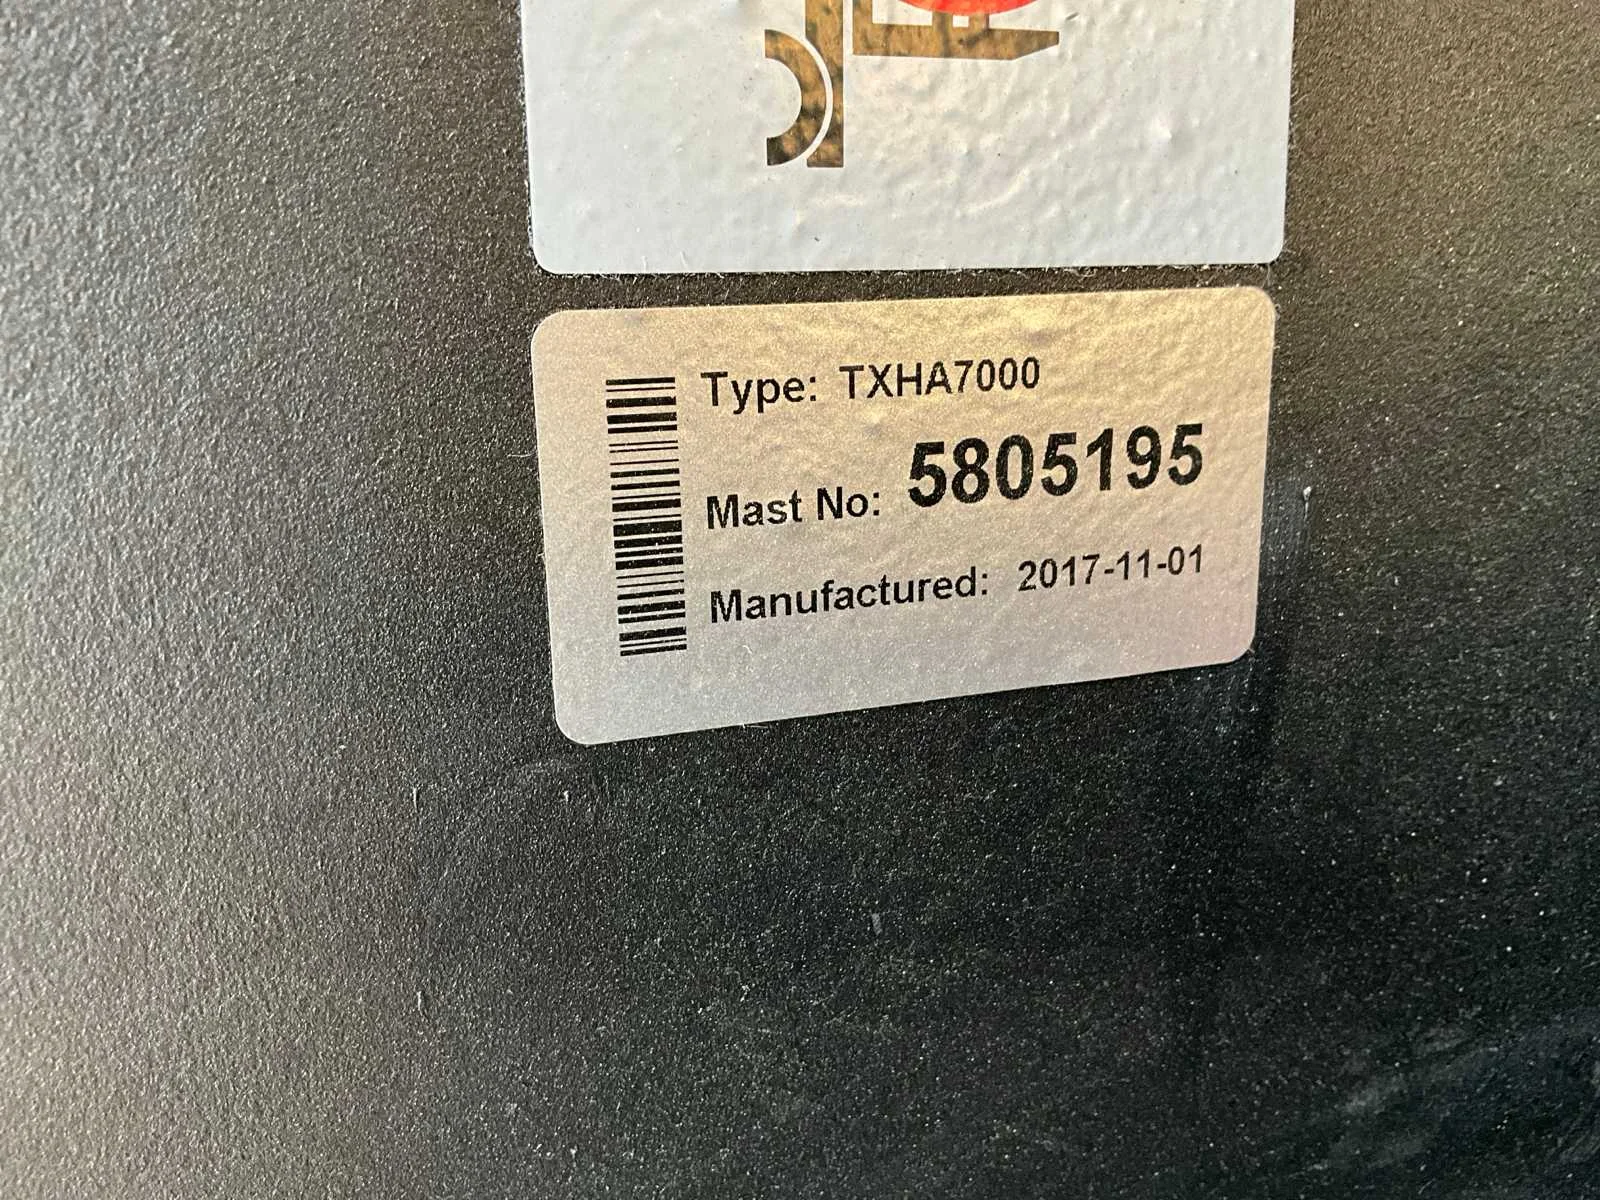 Type: TXHA7000
Mast No: 5805195
Manufactured: 2017-11-01